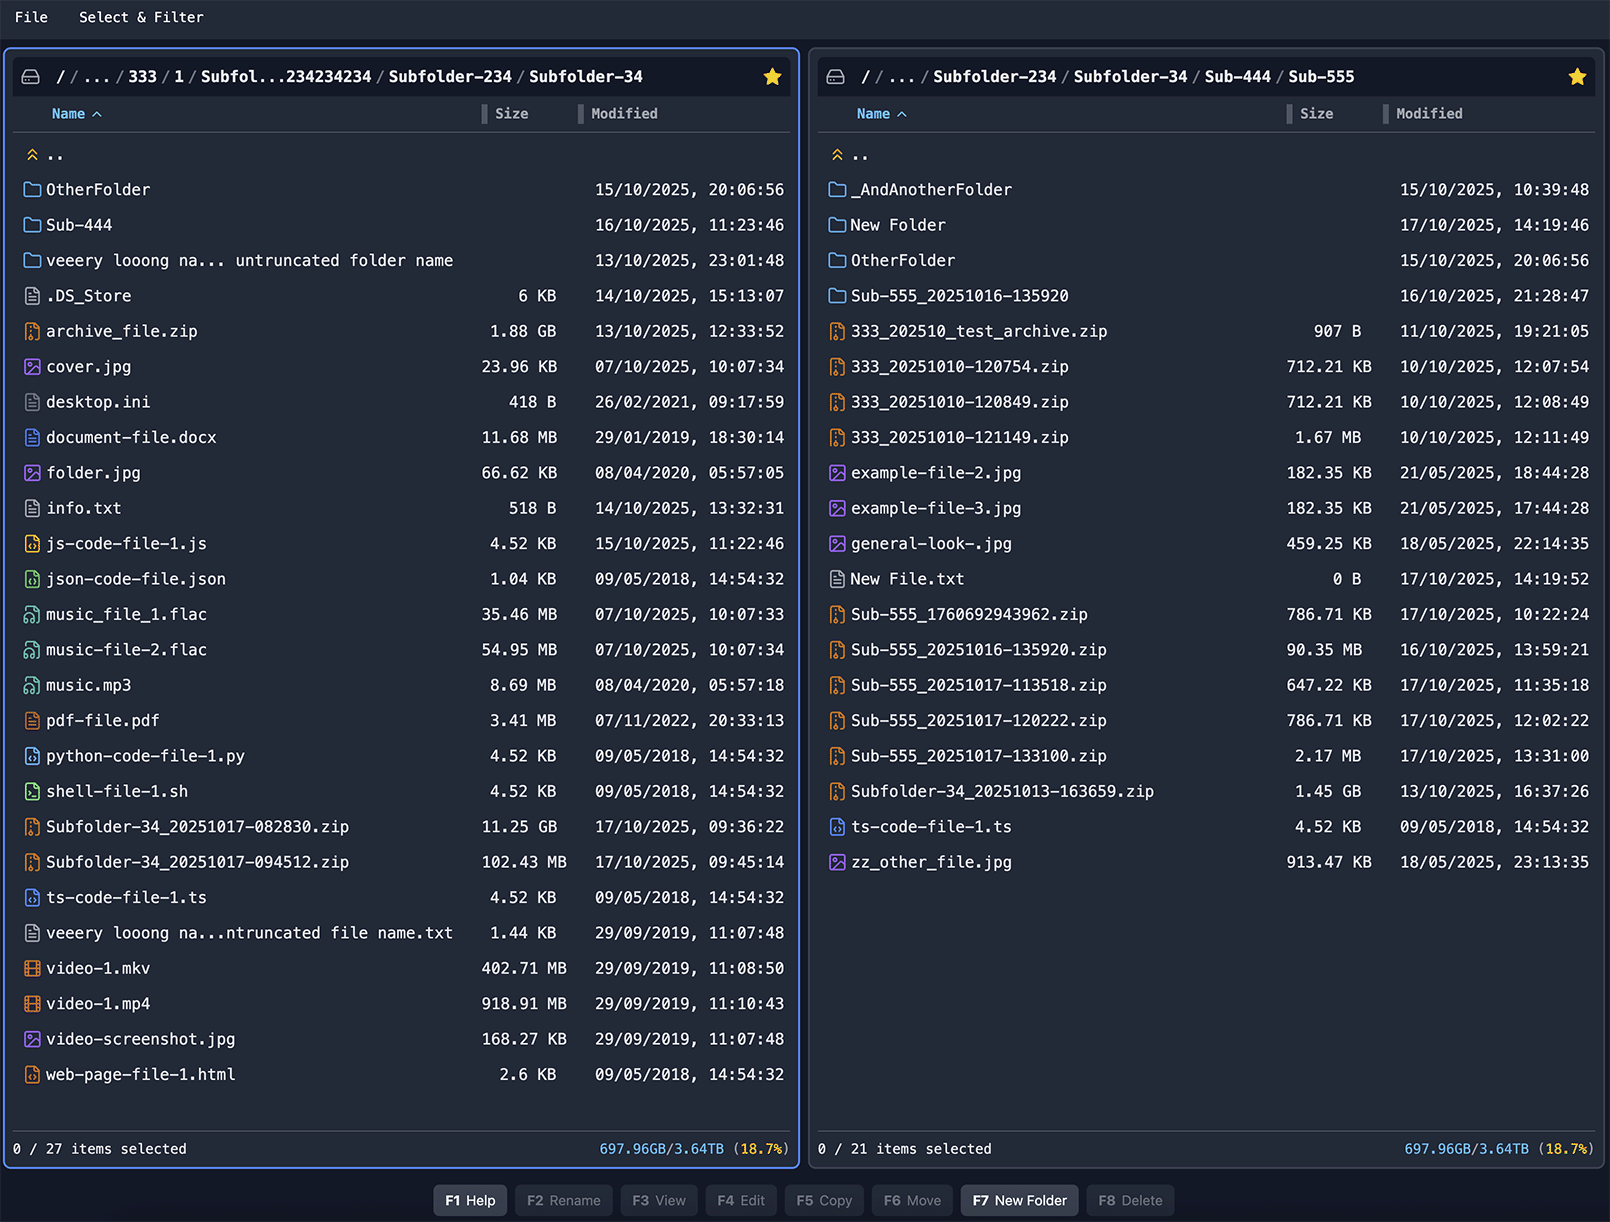 File Select & Filter
/ / ... / 333 / 1 / Subfol...234234234 / Subfolder-234 / Subfolder-34
Name Size Modified
..
OtherFolder 15/10/2025, 20:06:56
Sub-444 16/10/2025, 11:23:46
veeery looong na... untruncated folder name 13/10/2025, 23:01:48
.DS_Store 6 KB 14/10/2025, 15:13:07
archive_file.zip 1.88 GB 13/10/2025, 12:33:52
cover.jpg 23.96 KB 07/10/2025, 10:07:34
desktop.ini 418 B 26/02/2021, 09:17:59
document-file.docx 11.68 MB 29/01/2019, 18:30:14
folder.jpg 66.62 KB 08/04/2020, 05:57:05
info.txt 518 B 14/10/2025, 13:32:31
js-code-file-1.js 4.52 KB 15/10/2025, 11:22:46
json-code-file.json 1.04 KB 09/05/2018, 14:54:32
music_file_1.flac 35.46 MB 07/10/2025, 10:07:33
music-file-2.flac 54.95 MB 07/10/2025, 10:07:34
music.mp3 8.69 MB 08/04/2020, 05:57:18
pdf-file.pdf 3.41 MB 07/11/2022, 20:33:13
python-code-file-1.py 4.52 KB 09/05/2018, 14:54:32
shell-file-1.sh 4.52 KB 09/05/2018, 14:54:32
Subfolder-34_20251017-082830.zip 11.25 GB 17/10/2025, 09:36:22
Subfolder-34_20251017-094512.zip 102.43 MB 17/10/2025, 09:45:14
ts-code-file-1.ts 4.52 KB 09/05/2018, 14:54:32
veeery looong na...ntruncated file name.txt 1.44 KB 29/09/2019, 11:07:48
video-1.mkv 402.71 MB 29/09/2019, 11:08:50
video-1.mp4 918.91 MB 29/09/2019, 11:10:43
video-screenshot.jpg 168.27 KB 29/09/2019, 11:07:48
web-page-file-1.html 2.6 KB 09/05/2018, 14:54:32
0 / 27 items selected 697.96GB/3.64TB (18.7%)
/ / ... / Subfolder-234 / Subfolder-34 / Sub-444 / Sub-555
Name Size Modified
..
_AndAnotherFolder 15/10/2025, 10:39:48
New Folder 17/10/2025, 14:19:46
OtherFolder 15/10/2025, 20:06:56
Sub-555_20251016-135920 16/10/2025, 21:28:47
333_202510_test_archive.zip 907 B 11/10/2025, 19:21:05
333_20251010-120754.zip 712.21 KB 10/10/2025, 12:07:54
333_20251010-120849.zip 712.21 KB 10/10/2025, 12:08:49
333_20251010-121149.zip 1.67 MB 10/10/2025, 12:11:49
example-file-2.jpg 182.35 KB 21/05/2025, 18:44:28
example-file-3.jpg 182.35 KB 21/05/2025, 17:44:28
general-look-.jpg 459.25 KB 18/05/2025, 22:14:35
New File.txt 0 B 17/10/2025, 14:19:52
Sub-555_1760692943962.zip 786.71 KB 17/10/2025, 10:22:24
Sub-555_20251016-135920.zip 90.35 MB 16/10/2025, 13:59:21
Sub-555_20251017-113518.zip 647.22 KB 17/10/2025, 11:35:18
Sub-555_20251017-120222.zip 786.71 KB 17/10/2025, 12:02:22
Sub-555_20251017-133100.zip 2.17 MB 17/10/2025, 13:31:00
Subfolder-34_20251013-163659.zip 1.45 GB 13/10/2025, 16:37:26
ts-code-file-1.ts 4.52 KB 09/05/2018, 14:54:32
zz_other_file.jpg 913.47 KB 18/05/2025, 23:13:35
0 / 21 items selected 697.96GB/3.64TB (18.7%)
F1 Help F2 Rename F3 View F4 Edit F5 Copy F6 Move F7 New Folder F8 Delete